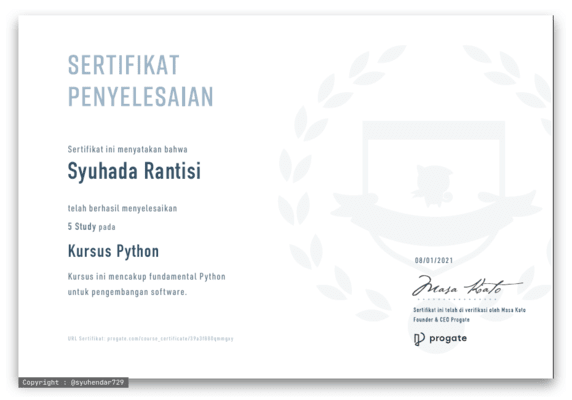 SERTIFIKAT
PENYELESAIAN
Sertifikat ini menyatakan bahwa
Syuhada Rantisi
telah berhasil menyelesaikan
5 Study pada
Kursus Python
Kursus ini mencakup fundamental Python
untuk pengembangan software.
08/01/2021
Masa Kato
Sertifikat ini telah di verifikasi oleh Masa Kato
Founder & CEO Progate
URL Sertifikat: progate.com/course_certificate/
progate
Copyright : @syuhendar729